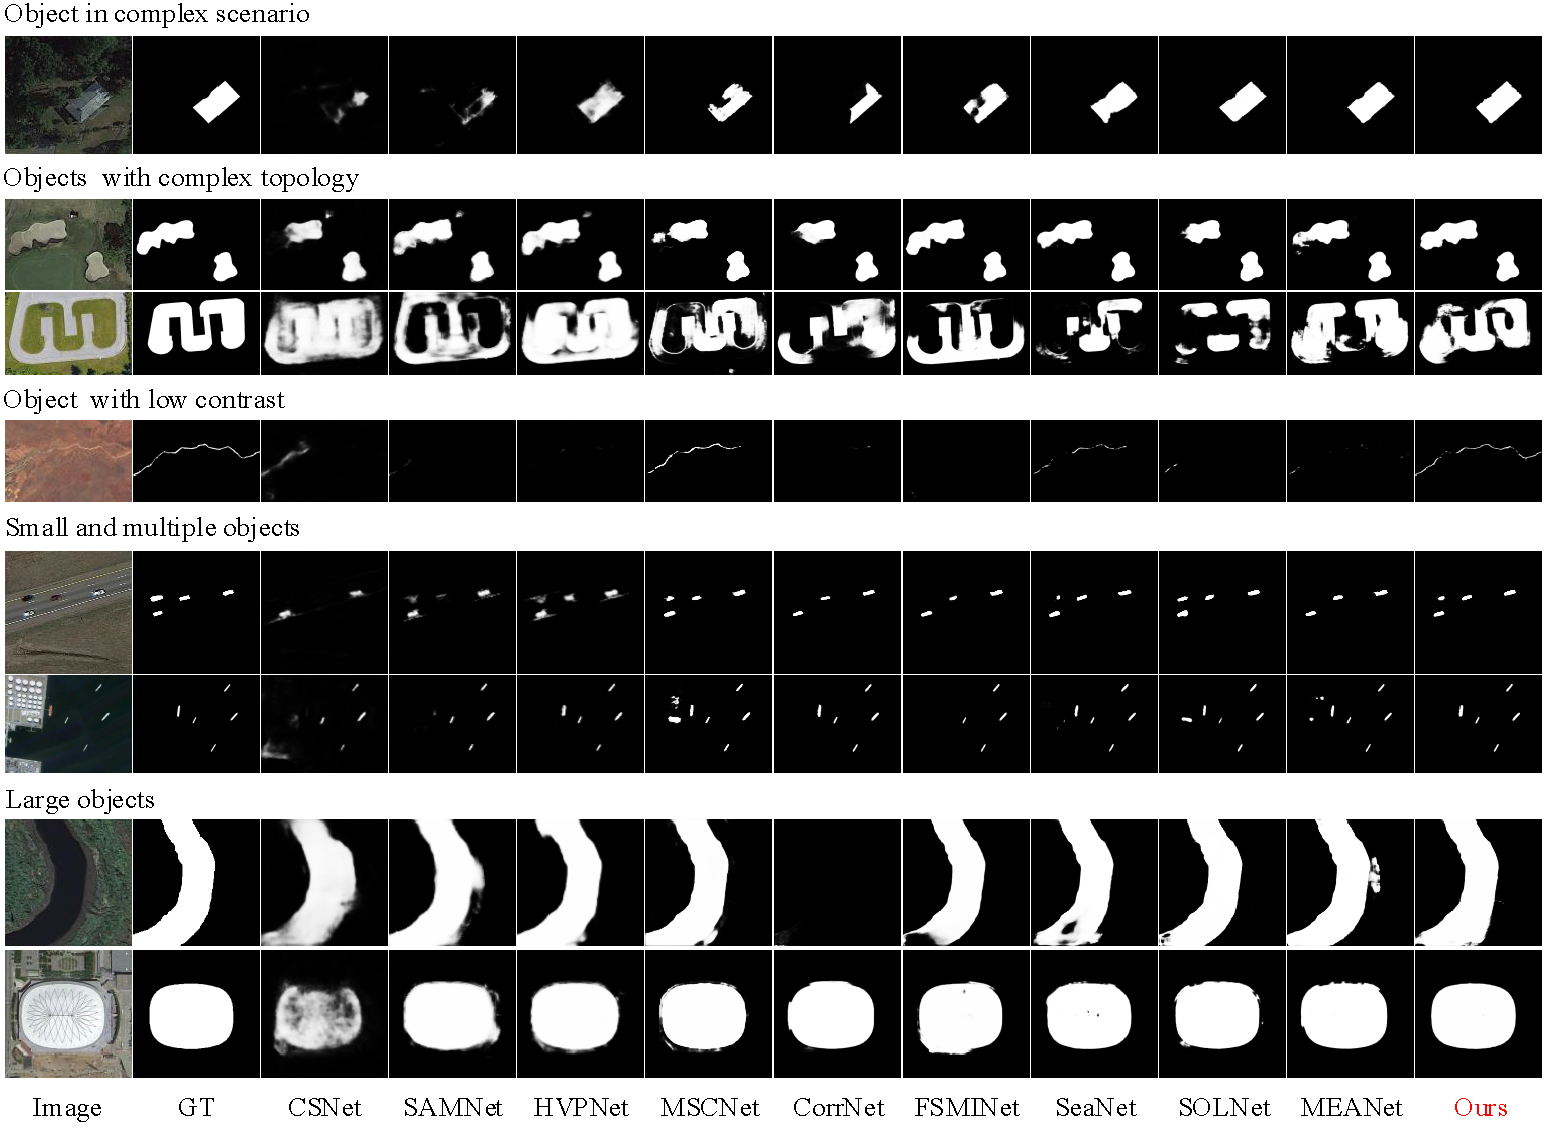 Object in complex scenario
Objects with complex topology
Object with low contrast
Small and multiple objects
Large objects
Image GT CSNet SAMNet HVPNet MSCNet CorrNet FSMINet SeaNet SOLNet MEANet Ours